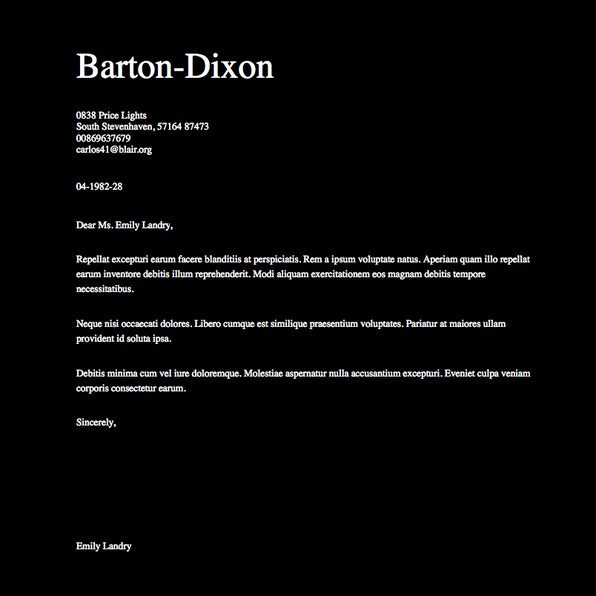 Barton-Dixon
0838 Price Lights
South Stevenhaven, 57164 87473
00869637679
carlos41@blair.org
04-1982-28
Dear Ms. Emily Landry,
Repellat excepturi earum facere blanditiis at perspiciatis. Rem a ipsum voluptate natus. Aperiam quam illo repellat
earum inventore debitis illum reprehenderit. Modi aliquam exercitationem eos magnam debitis tempore
necessitatibus.
Neque nisi occaecati dolores. Libero cumque est similique praesentium voluptates. Pariatur at maiores ullam
provident id soluta ipsa.
Debitis minima cum vel iure doloremque. Molestiae aspernatur nulla accusantium excepturi. Eveniet culpa veniam
corporis consectetur earum.
Sincerely,
Emily Landry